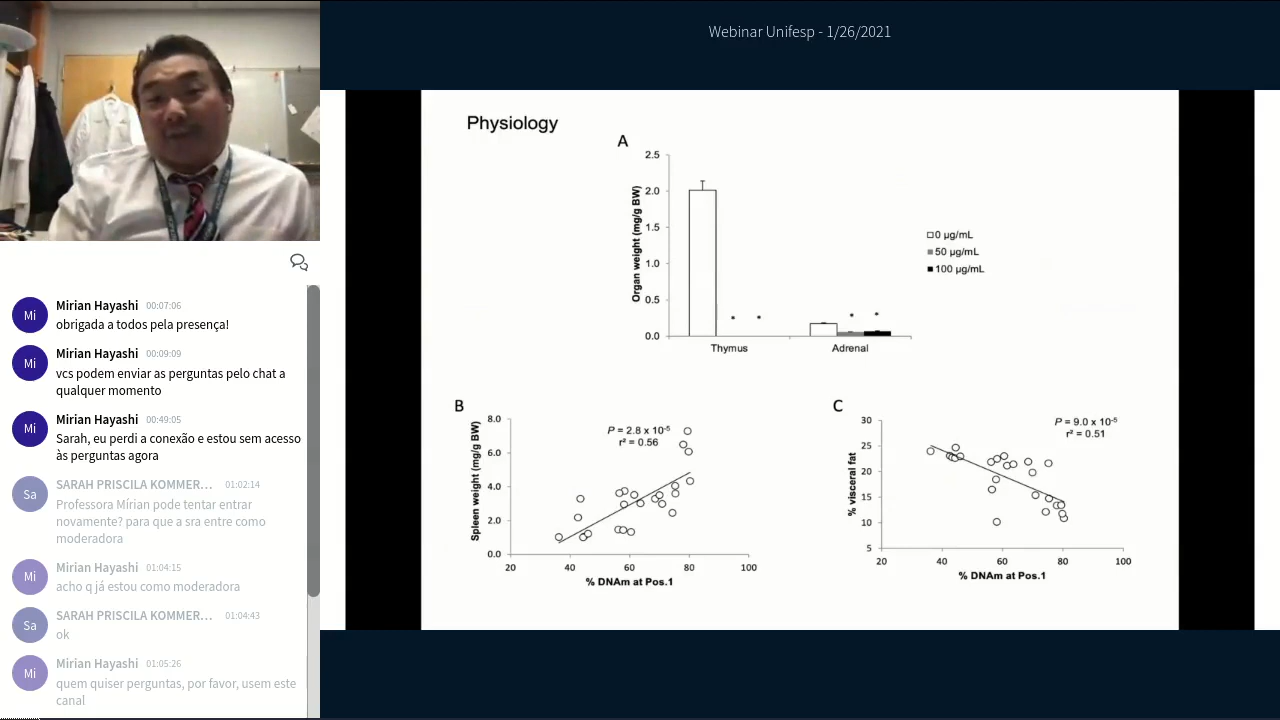 Webinar Unifesp - 1/26/2021
Mi
Mirian Hayashi 00:07:06
obrigada a todos pela presença!
Mi
Mirian Hayashi 00:09:09
vcs podem enviar as perguntas pelo chat a
qualquer momento
Mi
Mirian Hayashi 00:49:05
Sarah, eu perdi a conexão e estou sem acesso
às perguntas agora
Sa
SARAH PRISCILA KOMMER... 01:02:14
Professora Mírian pode tentar entrar
novamente? para que a sra entre como
moderadora
Mi
Mirian Hayashi 01:04:15
acho q já estou como moderadora
Sa
SARAH PRISCILA KOMMER... 01:04:43
ok
Mi
Mirian Hayashi 01:05:26
quem quiser perguntas, por favor, usem este
canal
Physiology
A
Organ weight (mg/g BW)
2.5
2.0
1.5
1.0
0.5
0.0
* *
* *
Thymus Adrenal
0 µg/mL
50 µg/mL
100 µg/mL
B
Spleen weight (mg/g BW)
8.0
6.0
4.0
2.0
0.0
P = 2.8 x 10⁻⁵
r² = 0.56
20 40 60 80 100
% DNAm at Pos.1
C
% visceral fat
30
25
20
15
10
5
P = 9.0 x 10⁻⁵
r² = 0.51
20 40 60 80 100
% DNAm at Pos.1